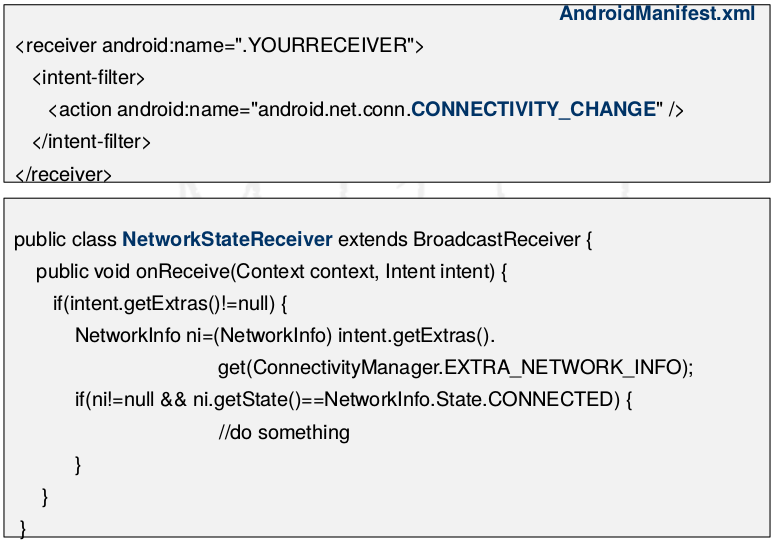 AndroidManifest.xml
<receiver android:name=".YOURRECEIVER">
<intent-filter>
<action android:name="android.net.conn.CONNECTIVITY_CHANGE" />
</intent-filter>
</receiver>
public class NetworkStateReceiver extends BroadcastReceiver {
public void onReceive(Context context, Intent intent) {
if(intent.getExtras()!=null) {
NetworkInfo ni=(NetworkInfo) intent.getExtras().
get(ConnectivityManager.EXTRA_NETWORK_INFO);
if(ni!=null && ni.getState()==NetworkInfo.State.CONNECTED) {
//do something
}
}
}